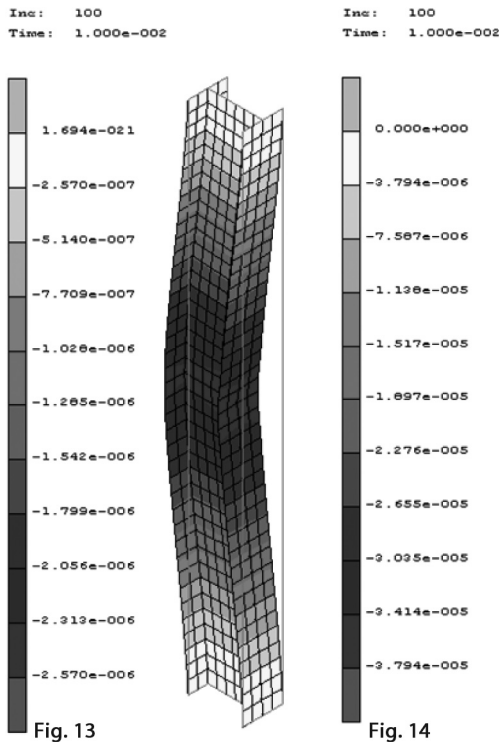 Inc: 100
Time: 1.000e-002
1.694e-021
-2.570e-007
-5.140e-007
-7.709e-007
-1.028e-006
-1.285e-006
-1.542e-006
-1.799e-006
-2.056e-006
-2.313e-006
-2.570e-006
Fig. 13
Inc: 100
Time: 1.000e-002
0.000e+000
-3.794e-006
-7.587e-006
-1.138e-005
-1.517e-005
-1.897e-005
-2.276e-005
-2.655e-005
-3.035e-005
-3.414e-005
-3.794e-005
Fig. 14